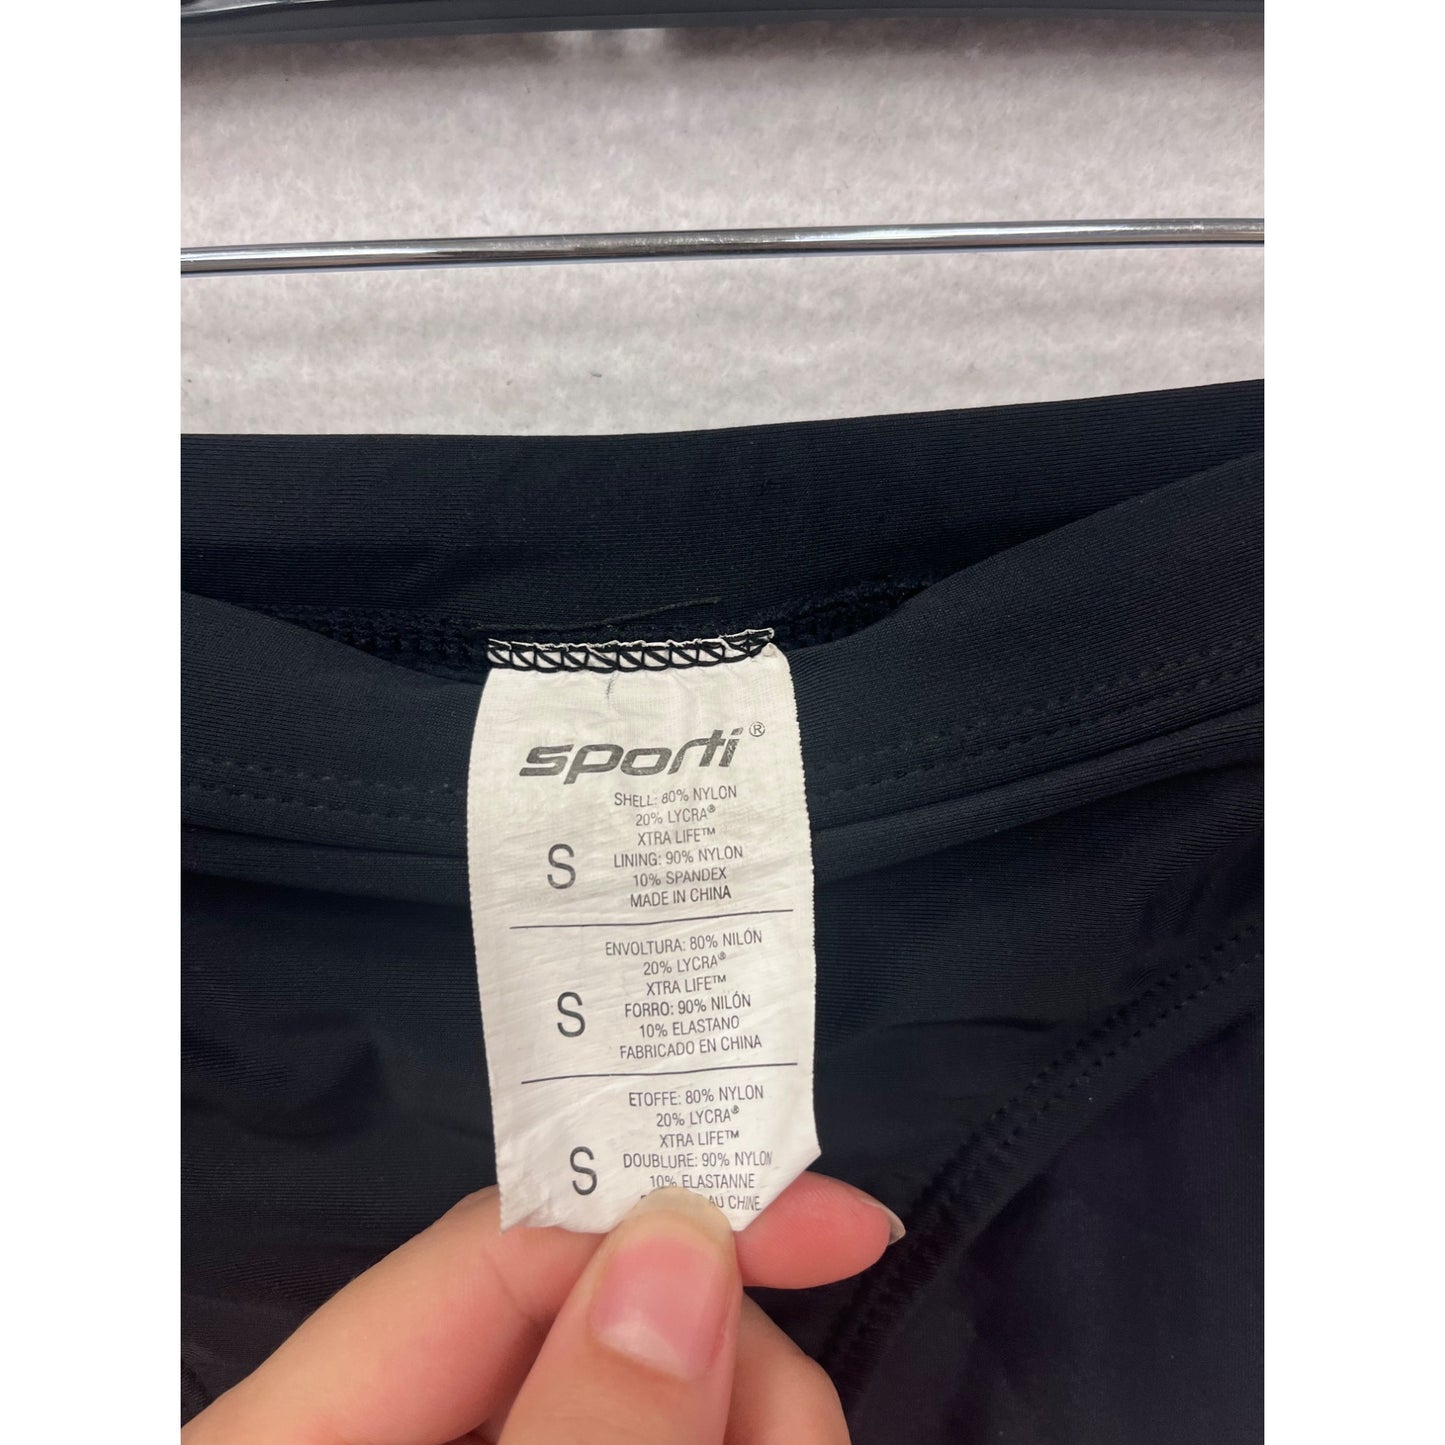 sporti®
SHELL: 80% NYLON
20% LYCRA®
XTRA LIFE™
S
LINING: 90% NYLON
10% SPANDEX
MADE IN CHINA
ENVOLTURA: 80% NILÓN
20% LYCRA®
XTRA LIFE™
S
FORRO: 90% NILÓN
10% ELASTANO
FABRICADO EN CHINA
ETOFFE: 80% NYLON
20% LYCRA®
XTRA LIFE™
S
DOUBLURE: 90% NYLON
10% ELASTANNE
AU CHINE